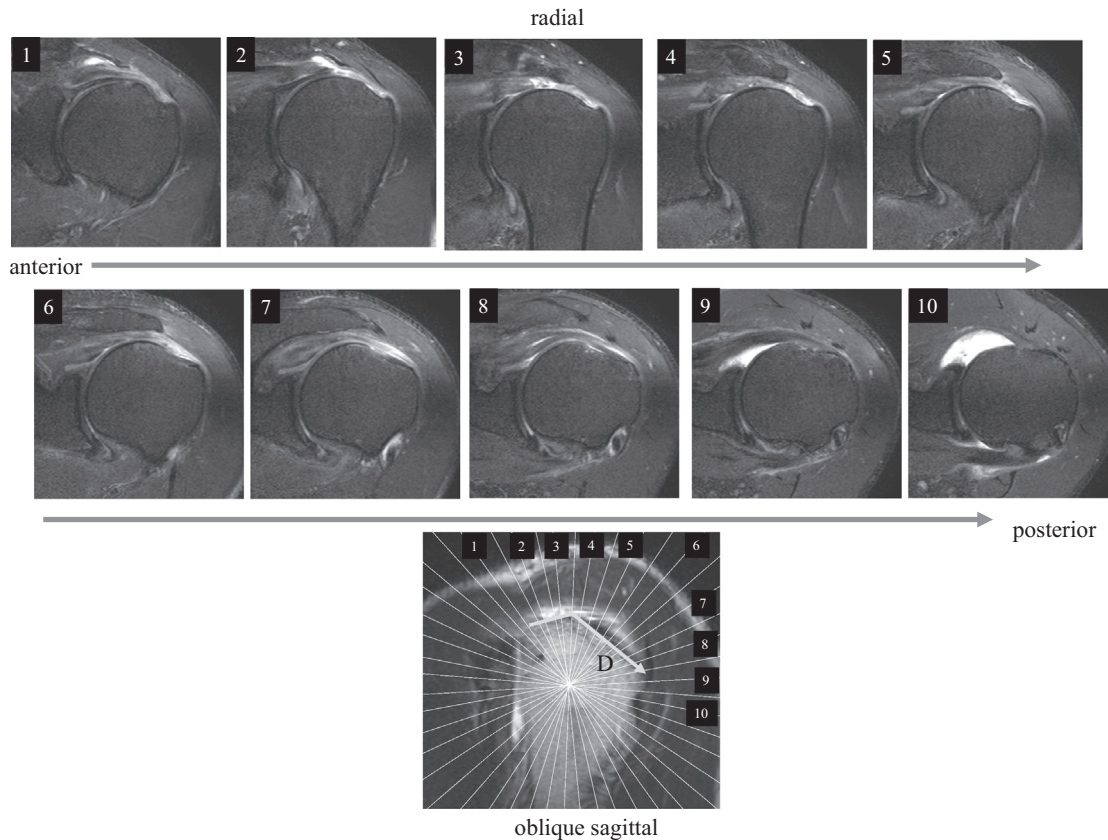 radial
1 2 3 4 5
anterior
6 7 8 9 10
posterior
1 2 3 4 5 6
7
8
9
10
D
oblique sagittal